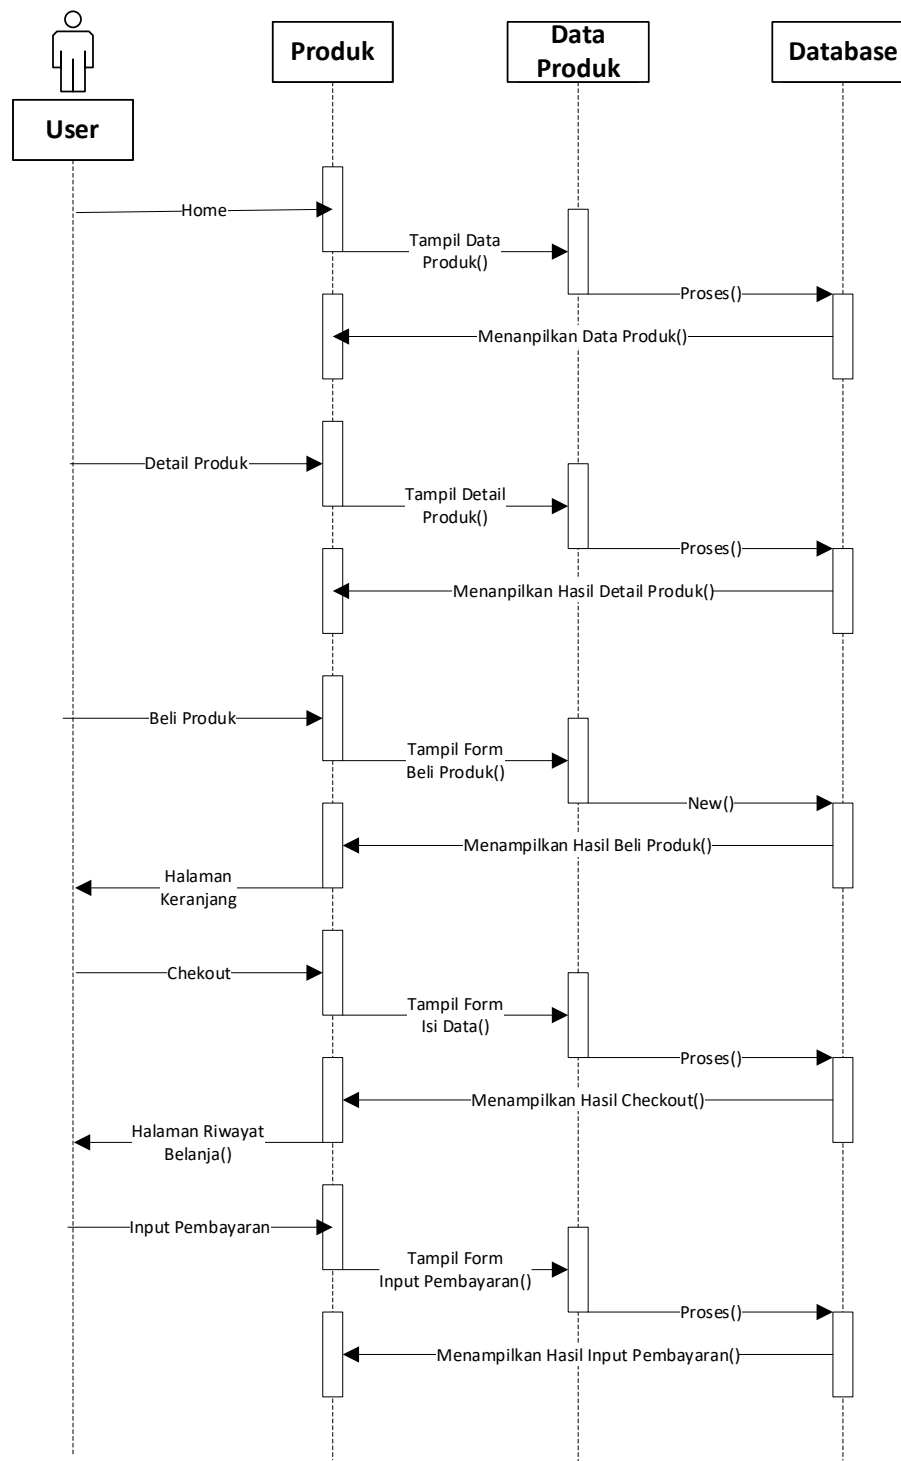 User
Produk
Data
Produk
Database
Home
Tampil Data
Produk()
Proses()
Menanpilkan Data Produk()
Detail Produk
Tampil Detail
Produk()
Proses()
Menanpilkan Hasil Detail Produk()
Beli Produk
Tampil Form
Beli Produk()
New()
Menampilkan Hasil Beli Produk()
Halaman
Keranjang
Chekout
Tampil Form
Isi Data()
Proses()
Menampilkan Hasil Checkout()
Halaman Riwayat
Belanja()
Input Pembayaran
Tampil Form
Input Pembayaran()
Proses()
Menampilkan Hasil Input Pembayaran()